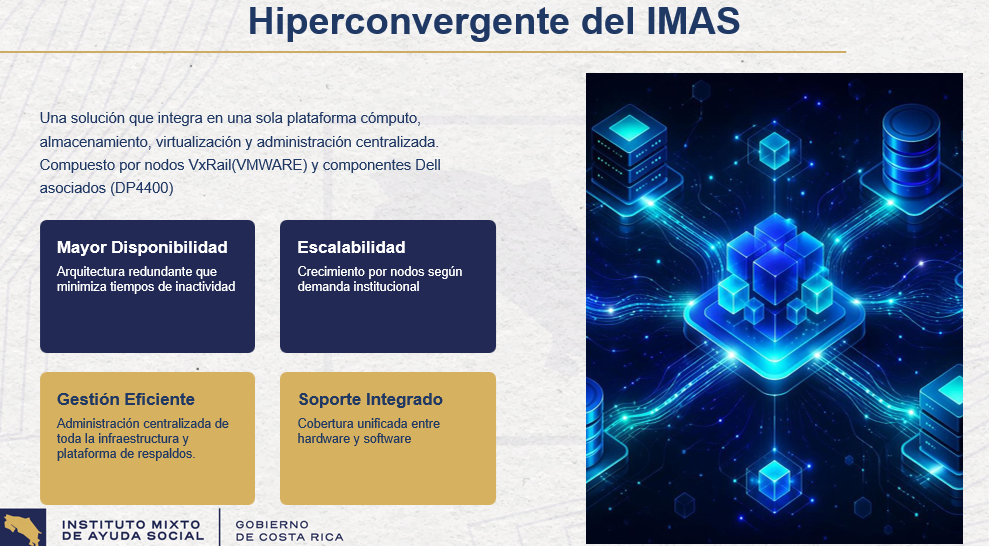 Hiperconvergente del IMAS
Una solución que integra en una sola plataforma cómputo,
almacenamiento, virtualización y administración centralizada.
Compuesto por nodos VxRail(VMWARE) y componentes Dell
asociados (DP4400)
Mayor Disponibilidad
Arquitectura redundante que
minimiza tiempos de inactividad
Escalabilidad
Crecimiento por nodos según
demanda institucional
Gestión Eficiente
Administración centralizada de
toda la infraestructura y
plataforma de respaldos.
Soporte Integrado
Cobertura unificada entre
hardware y software
INSTITUTO MIXTO
DE AYUDA SOCIAL
GOBIERNO
DE COSTA RICA